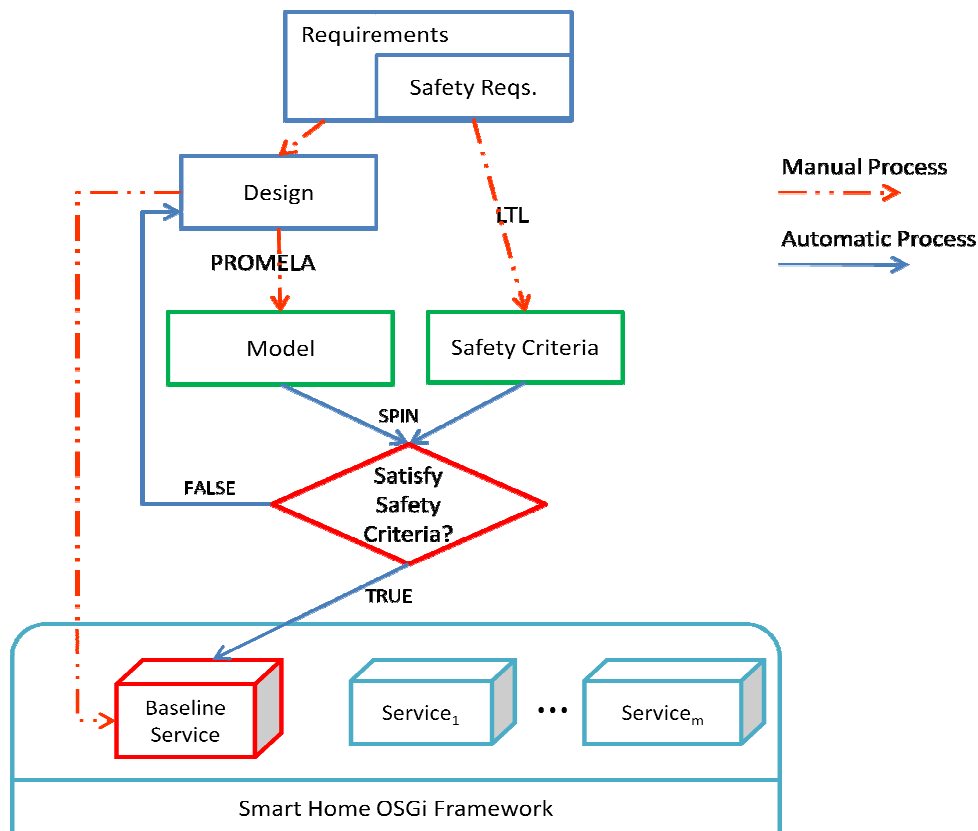 Requirements
Safety Reqs.
Manual Process
Design
LTL
Automatic Process
PROMELA
Model
Safety Criteria
SPIN
Satisfy
Safety
Criteria?
FALSE
TRUE
Baseline
Service
Service1
•••
Servicem
Smart Home OSGi Framework